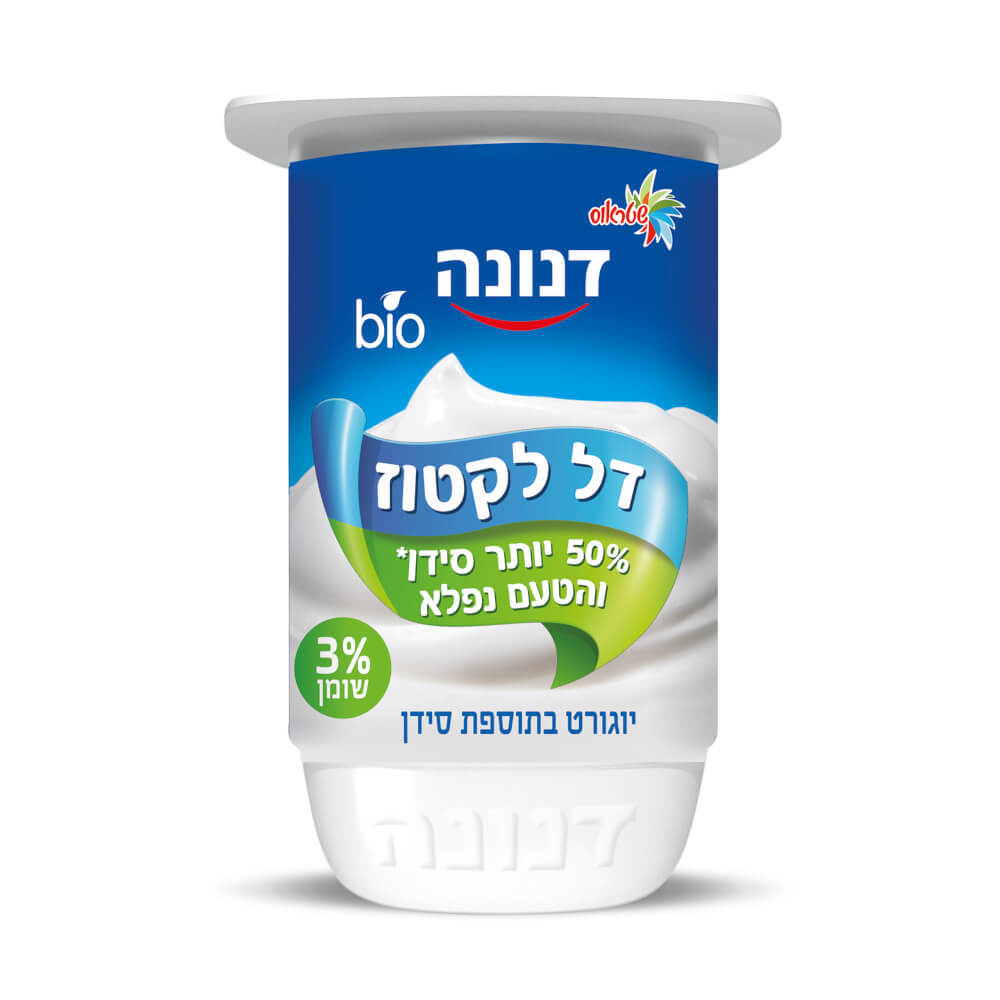 שטראוס
דנונה
bio
דל לקטוז
50% יותר סידן*
והטעם נפלא
3%
שומן
יוגורט בתוספת סידן
דנונה